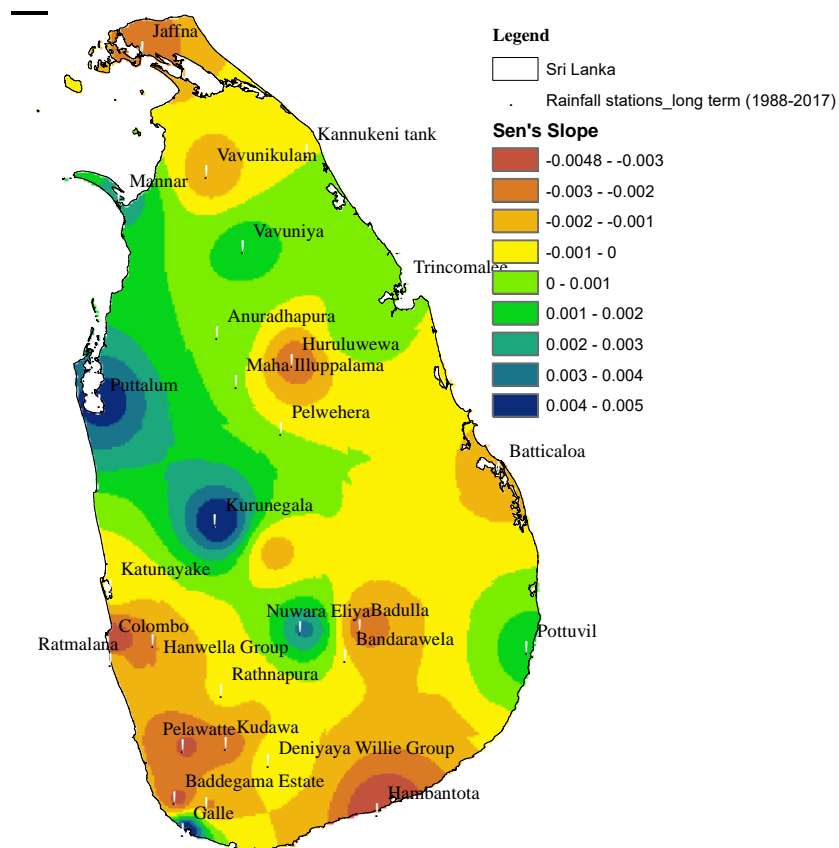 Jaffna
Legend
Sri Lanka
Rainfall stations_long term (1988-2017)
Kannukeni tank
Sen's Slope
Vavunikulam
-0.0048 - -0.003
Mannar
-0.003 - -0.002
-0.002 - -0.001
Vavuniya
-0.001 - 0
Trincomalee
0 - 0.001
Anuradhapura
0.001 - 0.002
Huruluwewa
0.002 - 0.003
Maha Illuppalama
Puttalum
0.003 - 0.004
0.004 - 0.005
Pelwehera
Batticaloa
Kurunegala
Katunayake
Nuwara Eliya
Badulla
Colombo
Pottuvil
Ratmalana
Hanwella Group
Bandarawela
Rathnapura
Pelawatte
Kudawa
Deniyaya Willie Group
Baddegama Estate
Hambantota
Galle